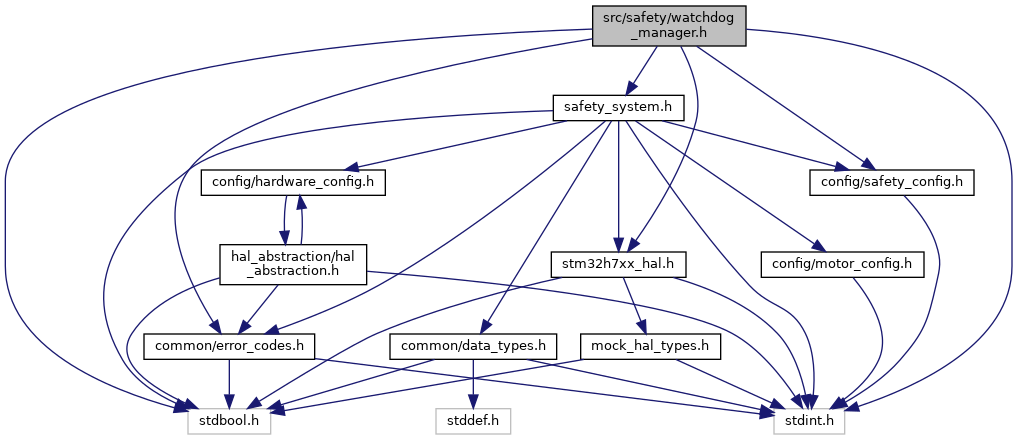 src/safety/watchdog
_manager.h
safety_system.h
config/hardware_config.h
config/safety_config.h
hal_abstraction/hal
_abstraction.h
stm32h7xx_hal.h
config/motor_config.h
common/error_codes.h
common/data_types.h
mock_hal_types.h
stdbool.h
stddef.h
stdint.h